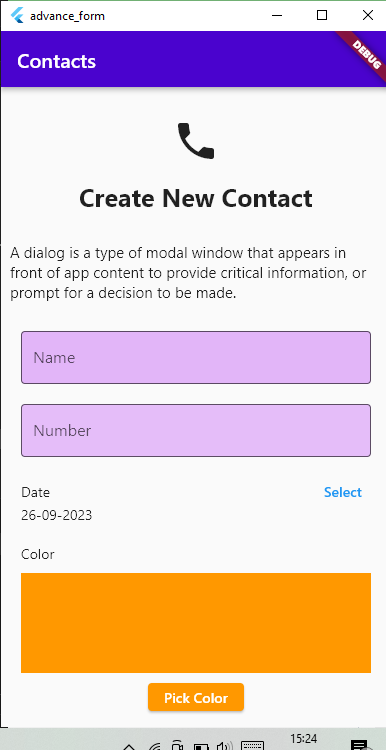 advance_form
Contacts
DEBUG
Create New Contact
A dialog is a type of modal window that appears in
front of app content to provide critical information, or
prompt for a decision to be made.
Name
Number
Date
Select
26-09-2023
Color
Pick Color
15:24